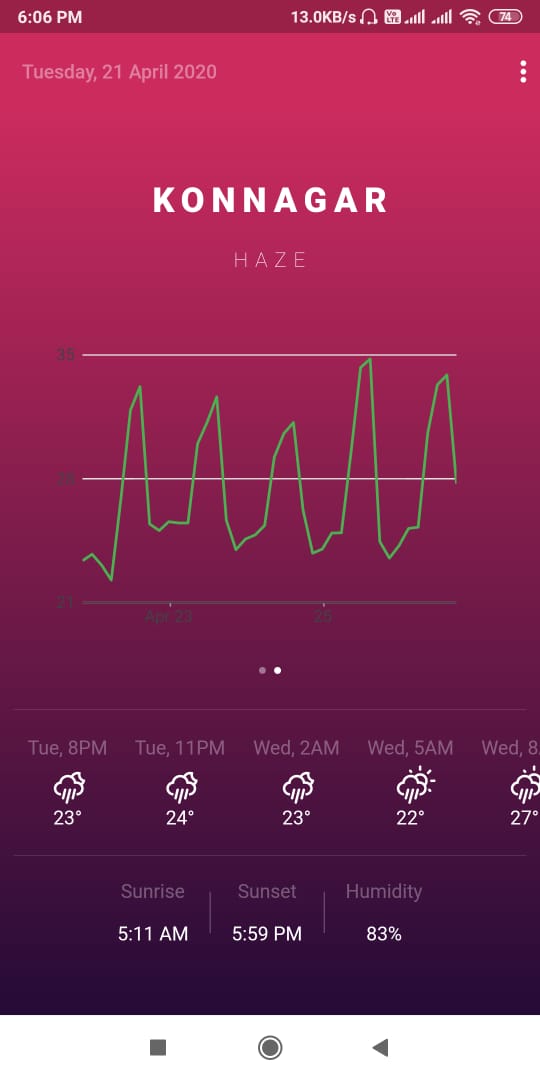 6:06 PM 13.0KB/s Vo LTE 74
Tuesday, 21 April 2020
KONNAGAR
HAZE
35
28
21
Apr 23 25
Tue, 8PM Tue, 11PM Wed, 2AM Wed, 5AM Wed, 8
23° 24° 23° 22° 27°
Sunrise Sunset Humidity
5:11 AM 5:59 PM 83%